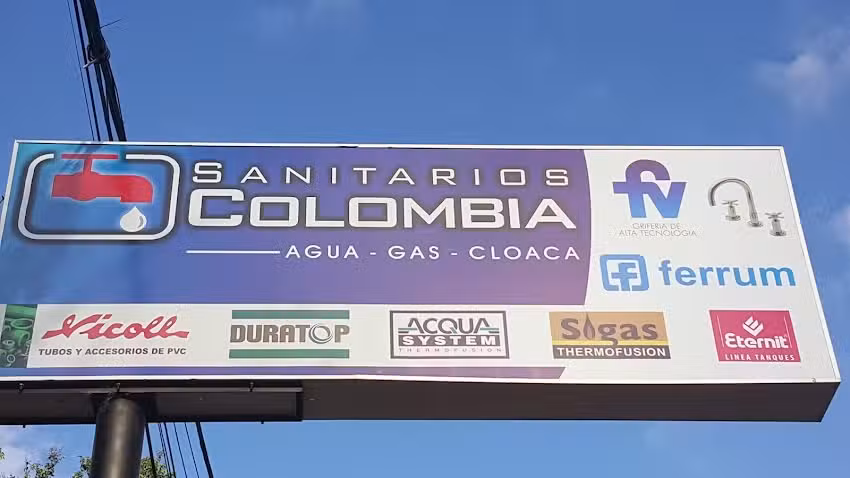 SANITARIOS
COLOMBIA
AGUA - GAS - CLOACA
fv
GRIFERIA DE
ALTA TECNOLOGIA
ferrum
Nicoll
TUBOS Y ACCESORIOS DE PVC
DURATOP
ACQUA
SYSTEM
THERMOFUSION
Sigas
THERMOFUSION
Eternit
LINEA TANQUES